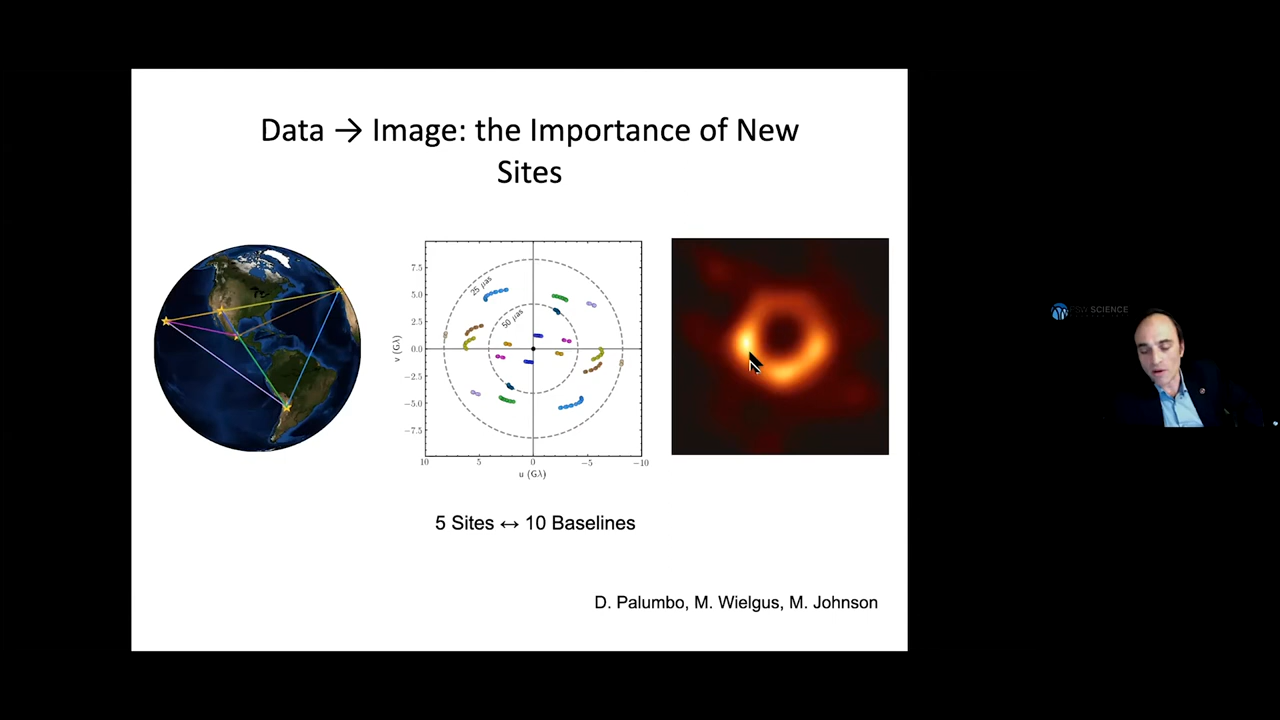 Data → Image: the Importance of New
Sites
7.5
5.0
2.5
0.0
−2.5
−5.0
−7.5
v (Gλ)
25 μas
50 μas
10
5
0
−5
−10
u (Gλ)
5 Sites ↔ 10 Baselines
D. Palumbo, M. Wielgus, M. Johnson
SCIENCE